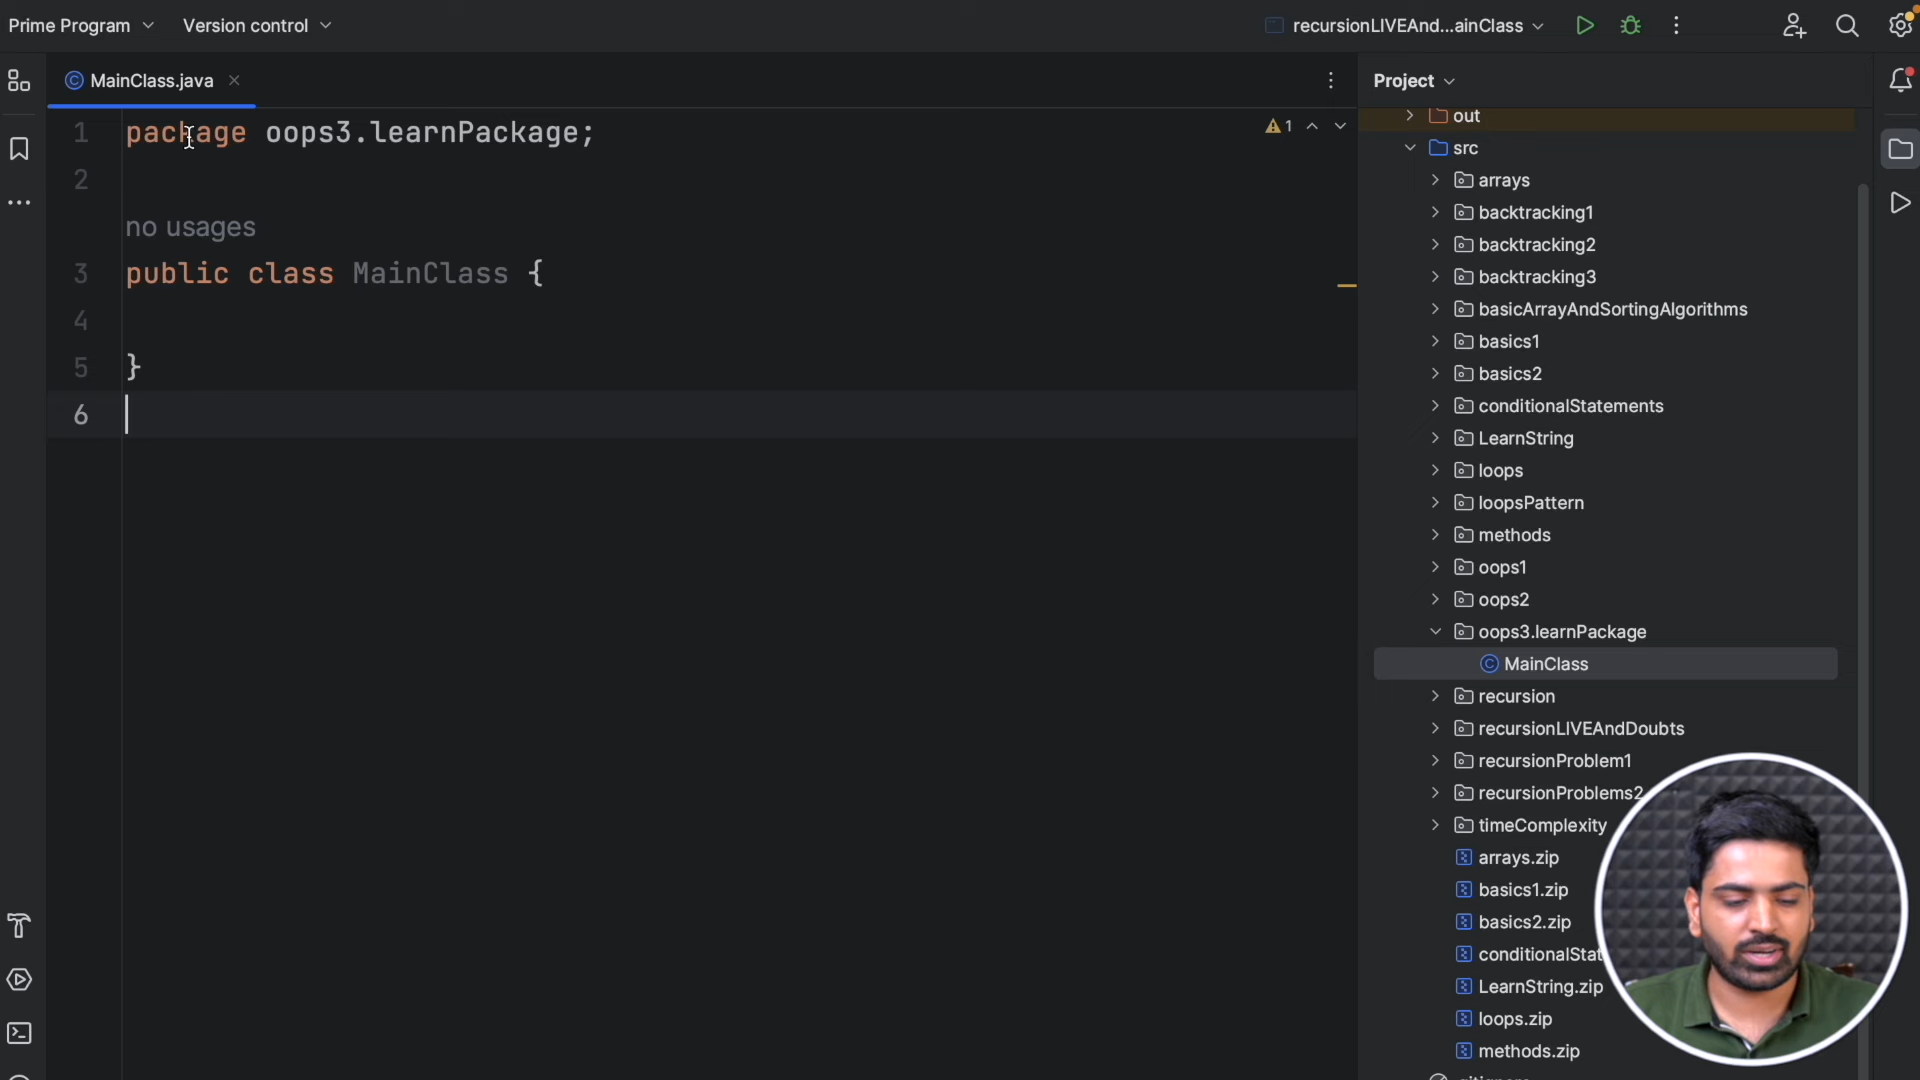 Prime Program
Version control
recursionLIVEAnd...ainClass
MainClass.java
Project
1 package oops3.learnPackage;
1
2
no usages
3 public class MainClass {
4
5 }
6
out
src
arrays
backtracking1
backtracking2
backtracking3
basicArrayAndSortingAlgorithms
basics1
basics2
conditionalStatements
LearnString
loops
loopsPattern
methods
oops1
oops2
oops3.learnPackage
MainClass
recursion
recursionLIVEAndDoubts
recursionProblem1
recursionProblems2
timeComplexity
arrays.zip
basics1.zip
basics2.zip
conditionalStat
LearnString.zip
loops.zip
methods.zip